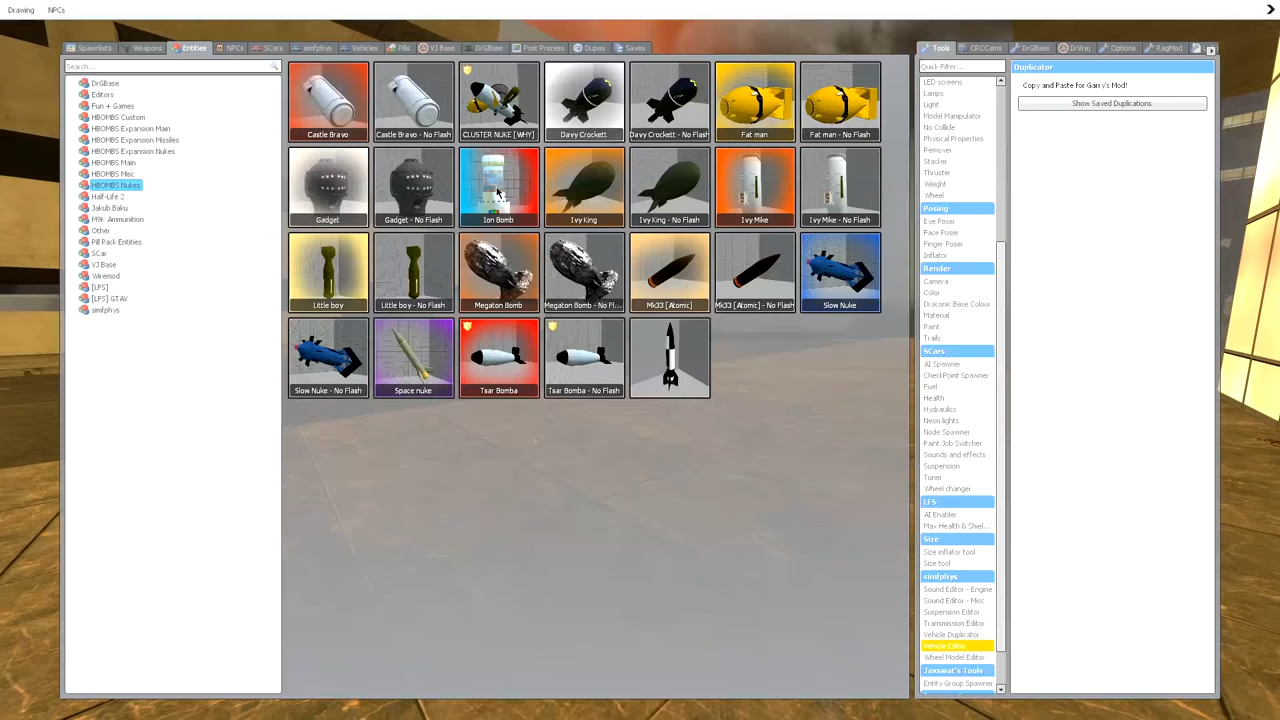 Drawing NPCs
Spawnlists Weapons Entities NPCs SCars simfphys Vehicles Pills VJ Base DrGBase Post Process Dupes Saves
Search...
DrGBase
Editors
Fun + Games
HBOMBS Custom
HBOMBS Expansion Main
HBOMBS Expansion Missiles
HBOMBS Expansion Nukes
HBOMBS Main
HBOMBS Misc
HBOMBS Nukes
Half-Life 2
Jakub Baku
M9K Ammunition
Other
Pill Pack Entities
SCar
VJ Base
Wiremod
[LFS]
[LFS] GTAV
simfphys
Castle Bravo
Castle Bravo - No Flash
CLUSTER NUKE [WHY]
Davy Crockett
Davy Crockett - No Flash
Fat man
Fat man - No Flash
Gadget
Gadget - No Flash
Ion Bomb
Ivy King
Ivy King - No Flash
Ivy Mike
Ivy Mike - No Flash
Little boy
Little boy - No Flash
Megaton Bomb
Megaton Bomb - No Fl...
Mk33 [Atomic]
Mk33 [Atomic] - No Flash
Slow Nuke
Slow Nuke - No Flash
Space nuke
Tsar Bomba
Tsar Bomba - No Flash
Tools CRCCams DrGBase DrVrej Options RagMod
Quick Filter...
LED screens
Lamps
Light
Model Manipulator
No Collide
Physical Properties
Remover
Stacker
Thruster
Weight
Wheel
Posing
Eye Poser
Face Poser
Finger Poser
Inflator
Render
Camera
Color
Draconic Base Colour
Material
Paint
Trails
SCars
AI Spawner
CheckPoint Spawner
Fuel
Health
Hydraulics
Neon lights
Node Spawner
Paint Job Switcher
Sounds and effects
Suspension
Tuner
Wheel changer
LFS
AI Enabler
Max Health & Shiel...
Size
Size inflator tool
Size tool
simfphys
Sound Editor - Engine
Sound Editor - Misc
Suspension Editor
Transmission Editor
Vehicle Duplicator
Vehicle Editor
Wheel Model Editor
Jaxswat's Tools
Entity Group Spawner
Duplicator
Copy and Paste for Garry's Mod!
Show Saved Duplications